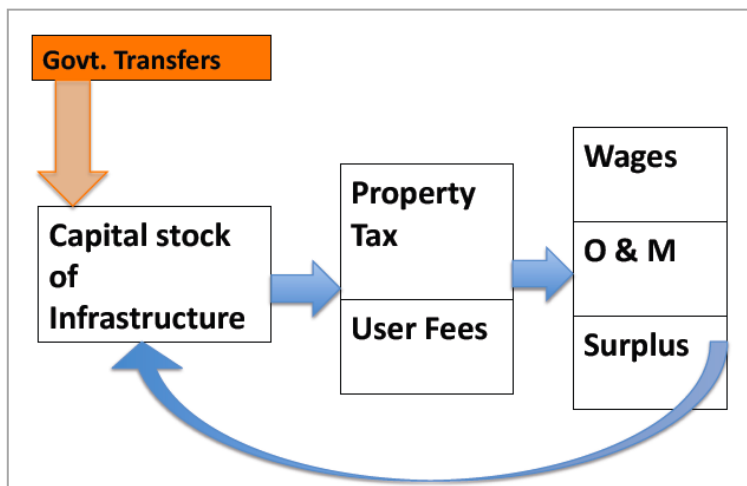 Govt. Transfers
Capital stock
of
Infrastructure
Property
Tax
User Fees
Wages
O & M
Surplus